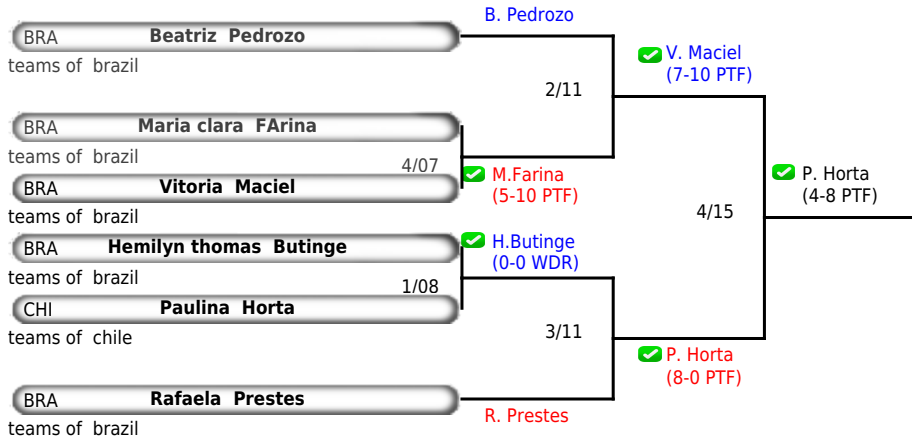 B. Pedrozo
BRA Beatriz Pedrozo
teams of brazil
V. Maciel
(7-10 PTF)
2/11
BRA Maria clara FArina
teams of brazil
4/07
M.Farina
(5-10 PTF)
BRA Vitoria Maciel
teams of brazil
P. Horta
(4-8 PTF)
4/15
BRA Hemilyn thomas Butinge
teams of brazil
H.Butinge
(0-0 WDR)
1/08
CHI Paulina Horta
teams of chile
3/11
P. Horta
(8-0 PTF)
BRA Rafaela Prestes
teams of brazil
R. Prestes